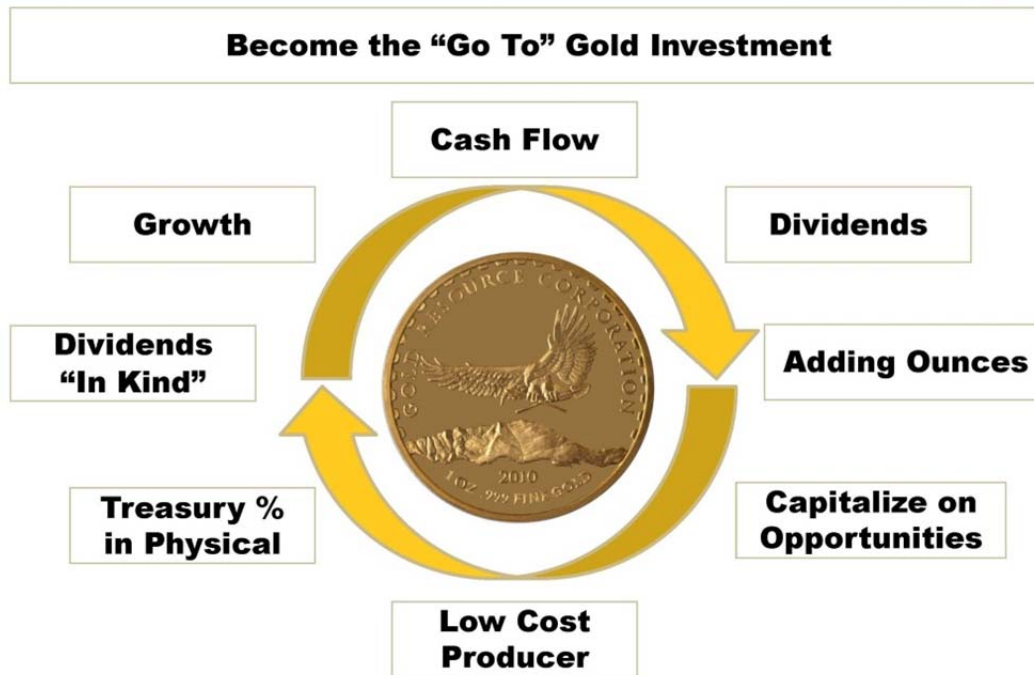 Become the “Go To” Gold Investment
Cash Flow
Growth
Dividends
Dividends
“In Kind”
Adding Ounces
GOLD RESOURCE CORPORATION
2010
1 OZ .999 FINE GOLD
Treasury %
in Physical
Capitalize on
Opportunities
Low Cost
Producer